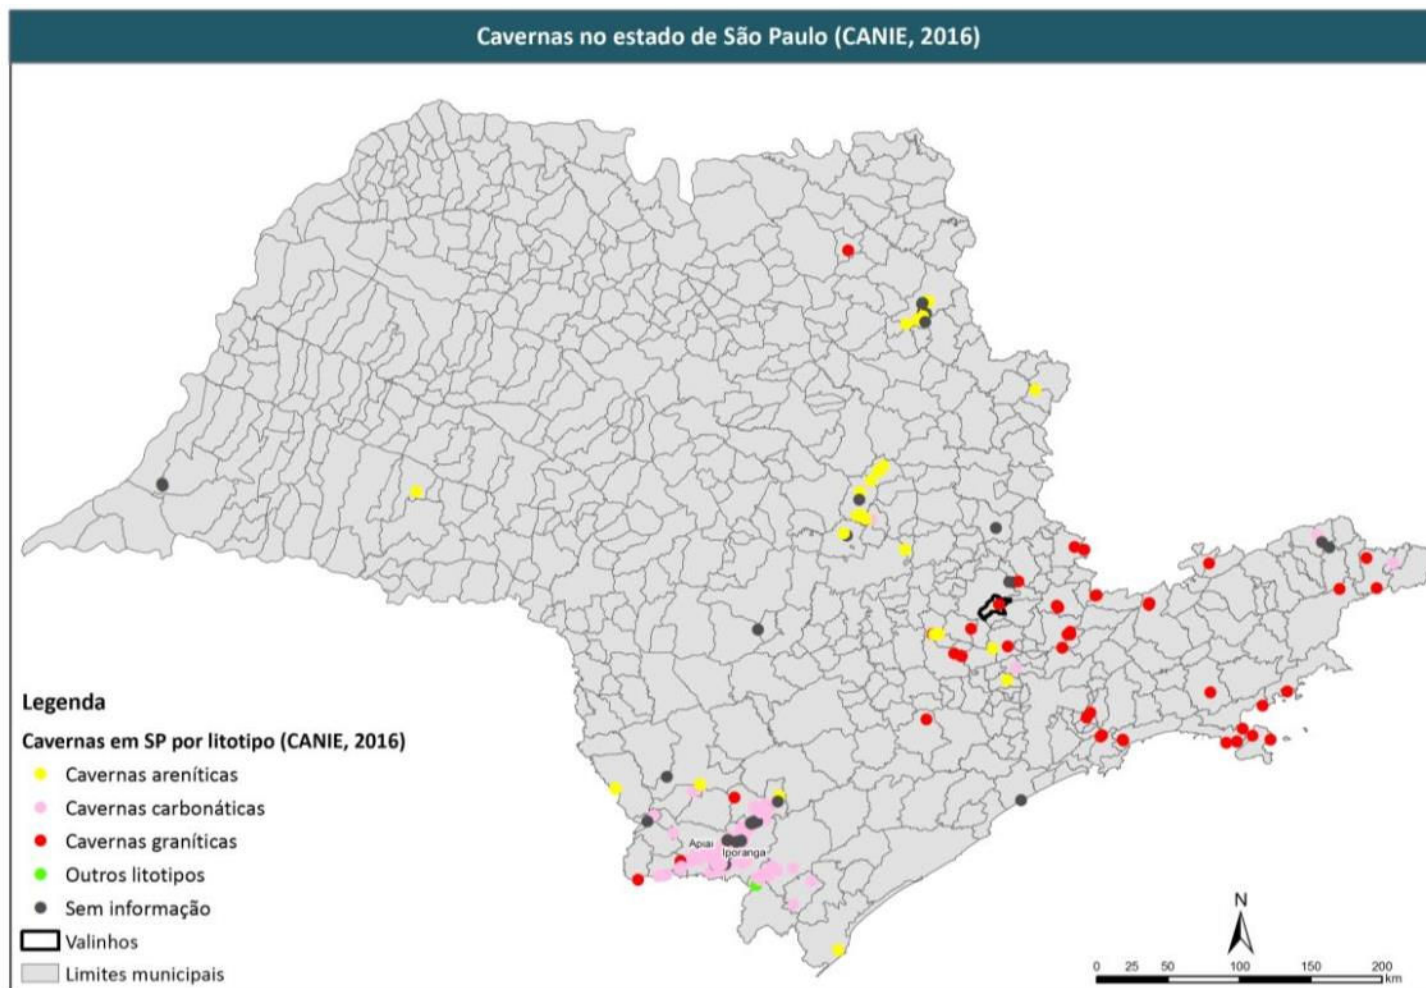 Cavernas no estado de São Paulo (CANIE, 2016)
Apiaí
Iporanga
Legenda
Cavernas em SP por litotipo (CANIE, 2016)
Cavernas areníticas
Cavernas carbonáticas
Cavernas graníticas
Outros litotipos
Sem informação
Valinhos
Limites municipais
N
0 25 50 100 150 200
km